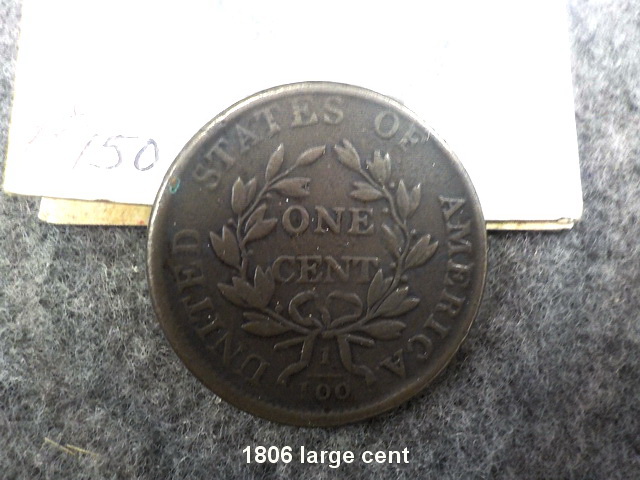 150
UNITED STATES OF AMERICA
ONE
CENT
1
100
1806 large cent